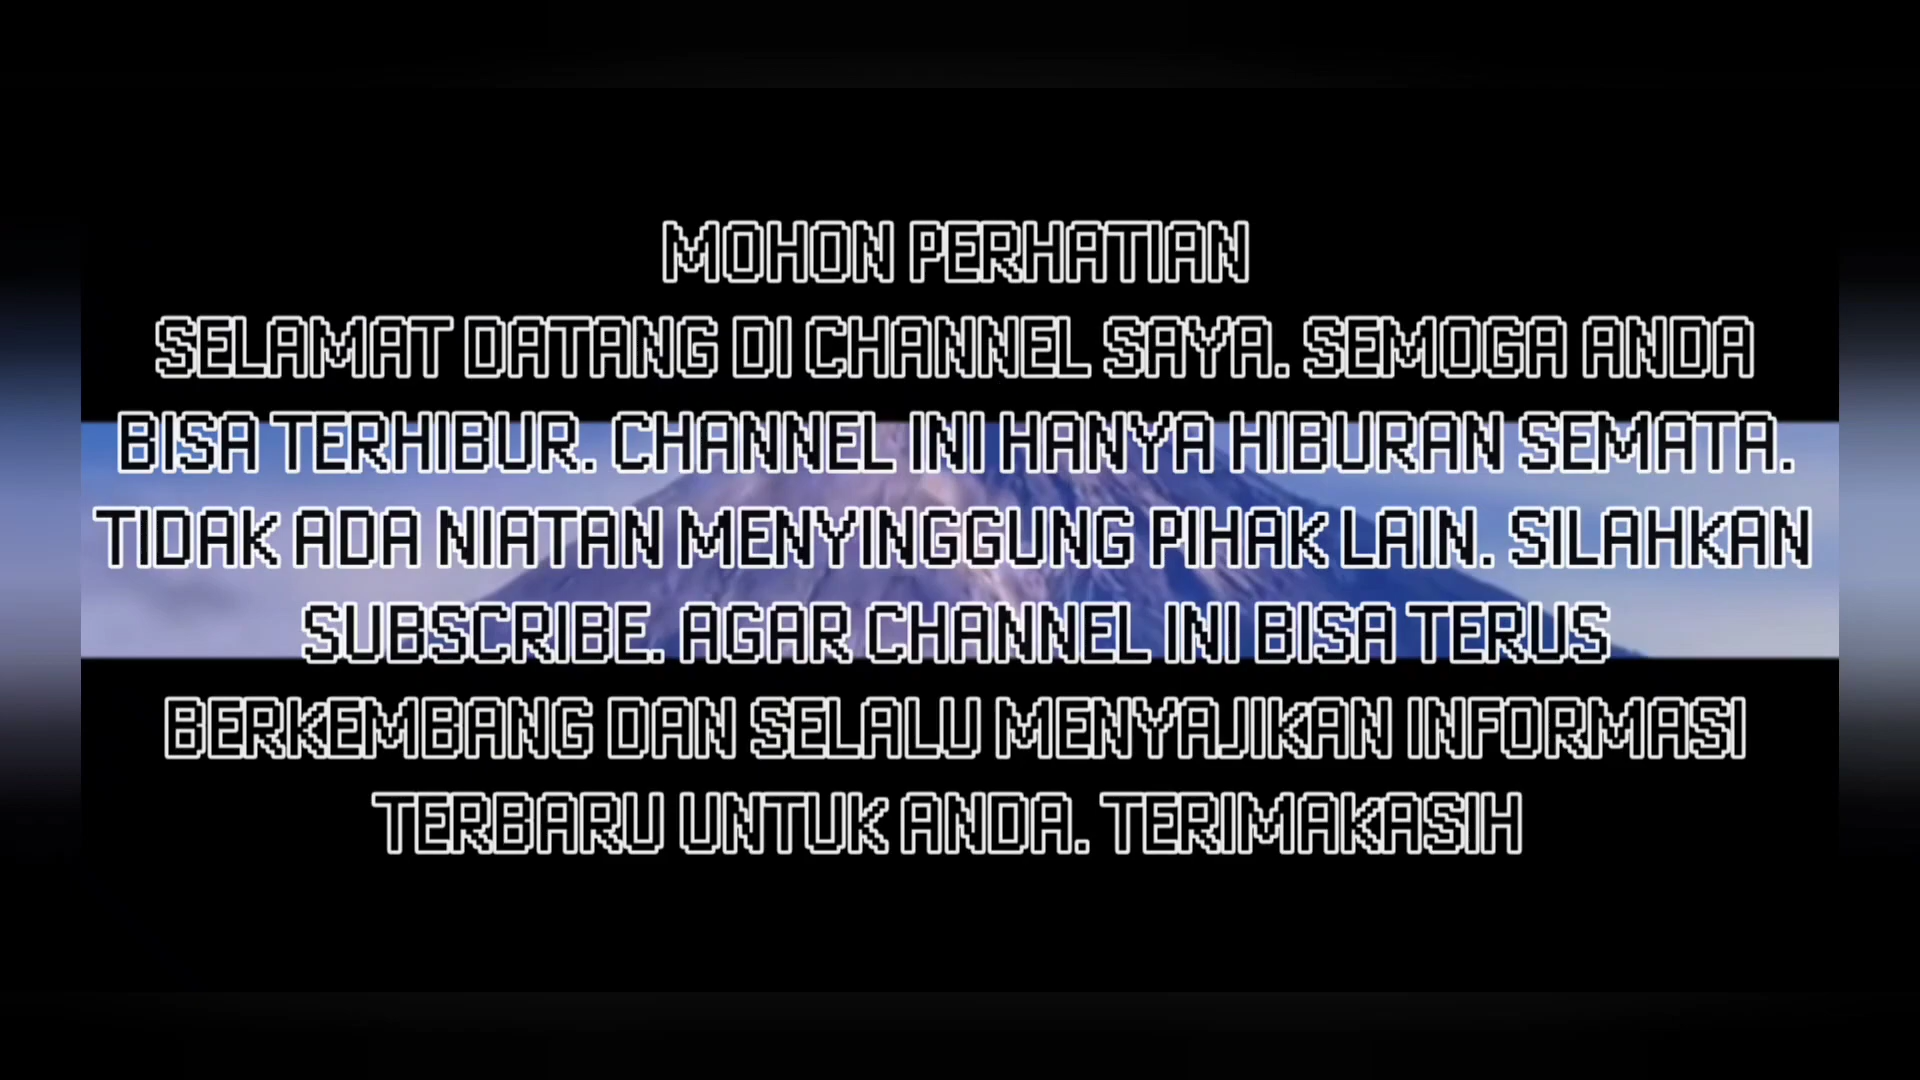 MOHON PERHATIAN
SELAMAT DATANG DI CHANNEL SAYA. SEMOGA ANDA
BISA TERHIBUR. CHANNEL INI HANYA HIBURAN SEMATA.
TIDAK ADA NIATAN MENYINGGUNG PIHAK LAIN. SILAHKAN
SUBSCRIBE. AGAR CHANNEL INI BISA TERUS
BERKEMBANG DAN SELALU MENYAJIKAN INFORMASI
TERBARU UNTUK ANDA. TERIMAKASIH